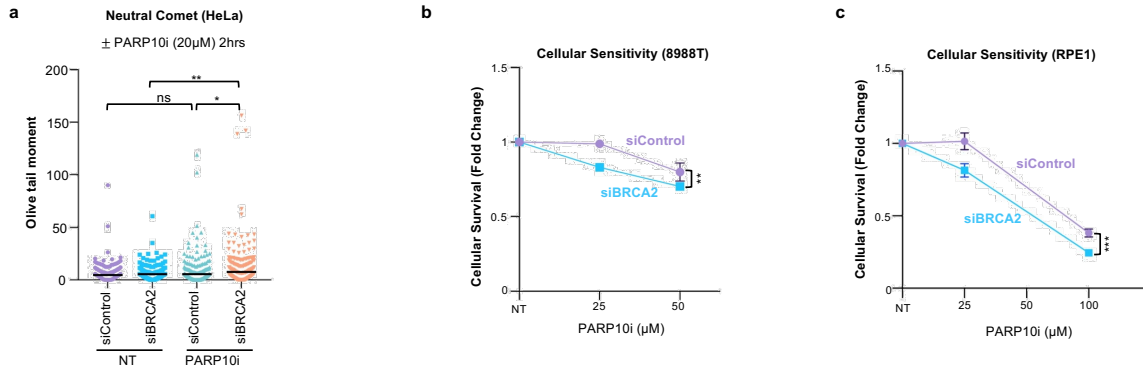 a
Neutral Comet (HeLa)
± PARP10i (20μM) 2hrs
Olive tail moment
200
150
100
50
0
**
ns
*
siControl
siBRCA2
siControl
siBRCA2
NT
PARP10i
b
Cellular Sensitivity (8988T)
Cellular Survival (Fold Change)
1.5
1
0.5
0
siControl
siBRCA2
**
NT
25
50
PARP10i (μM)
c
Cellular Sensitivity (RPE1)
Cellular Survival (Fold Change)
1.5
1
0.5
0
siControl
siBRCA2
***
NT
25
50
100
PARP10i (μM)